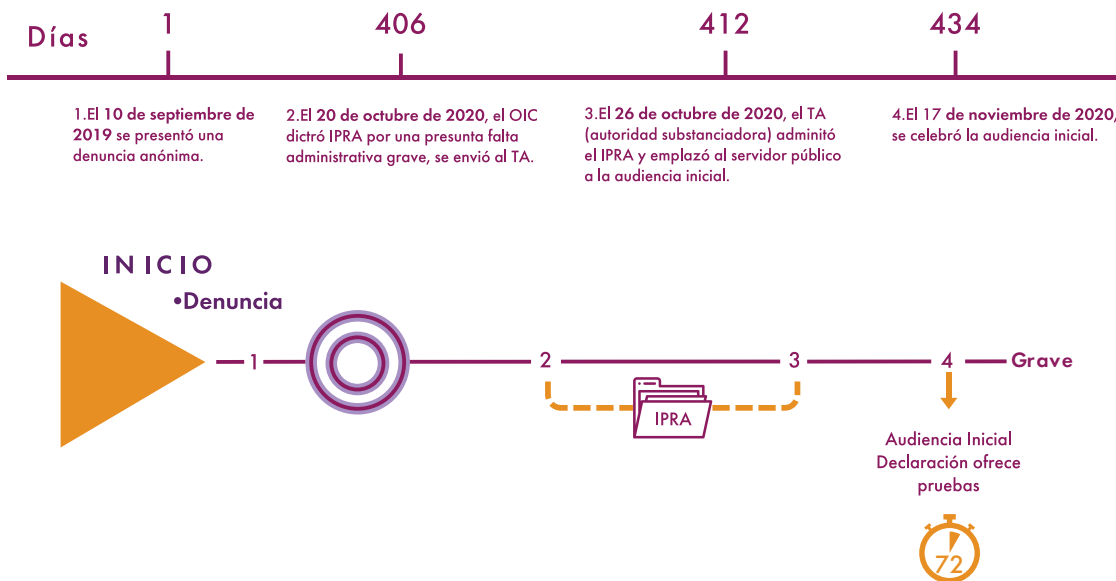 Días
1
406
412
434
1.El 10 de septiembre de
2019 se presentó una
denuncia anónima.
2.El 20 de octubre de 2020, el OIC
dictró IPRA por una presunta falta
administrativa grave, se envió al TA.
3.El 26 de octubre de 2020, el TA
(autoridad substanciadora) adminitó
el IPRA y emplazó al servidor público
a la audiencia inicial.
4.El 17 de noviembre de 2020,
se celebró la audiencia inicial.
INICIO
•Denuncia
1
2
3
4
Grave
IPRA
Audiencia Inicial
Declaración ofrece
pruebas
72